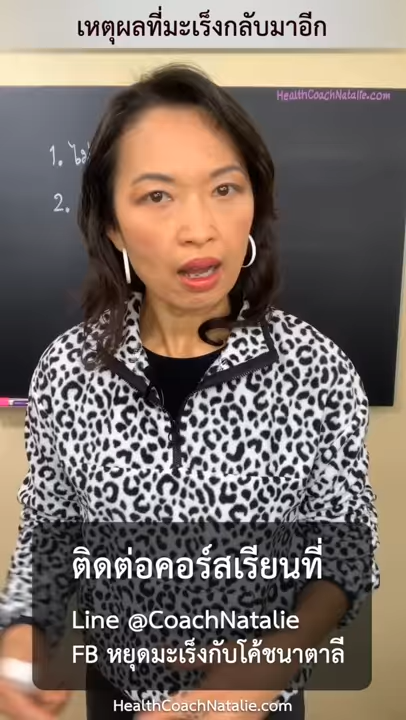 เหตุผลที่มะเร็งกลับมาอีก
HealthCoachNatalie.com
1.
2.
ติดต่อคอร์สเรียนที่
Line @CoachNatalie
FB หยุดมะเร็งกับโค้ชนาตาลี
HealthCoachNatalie.com